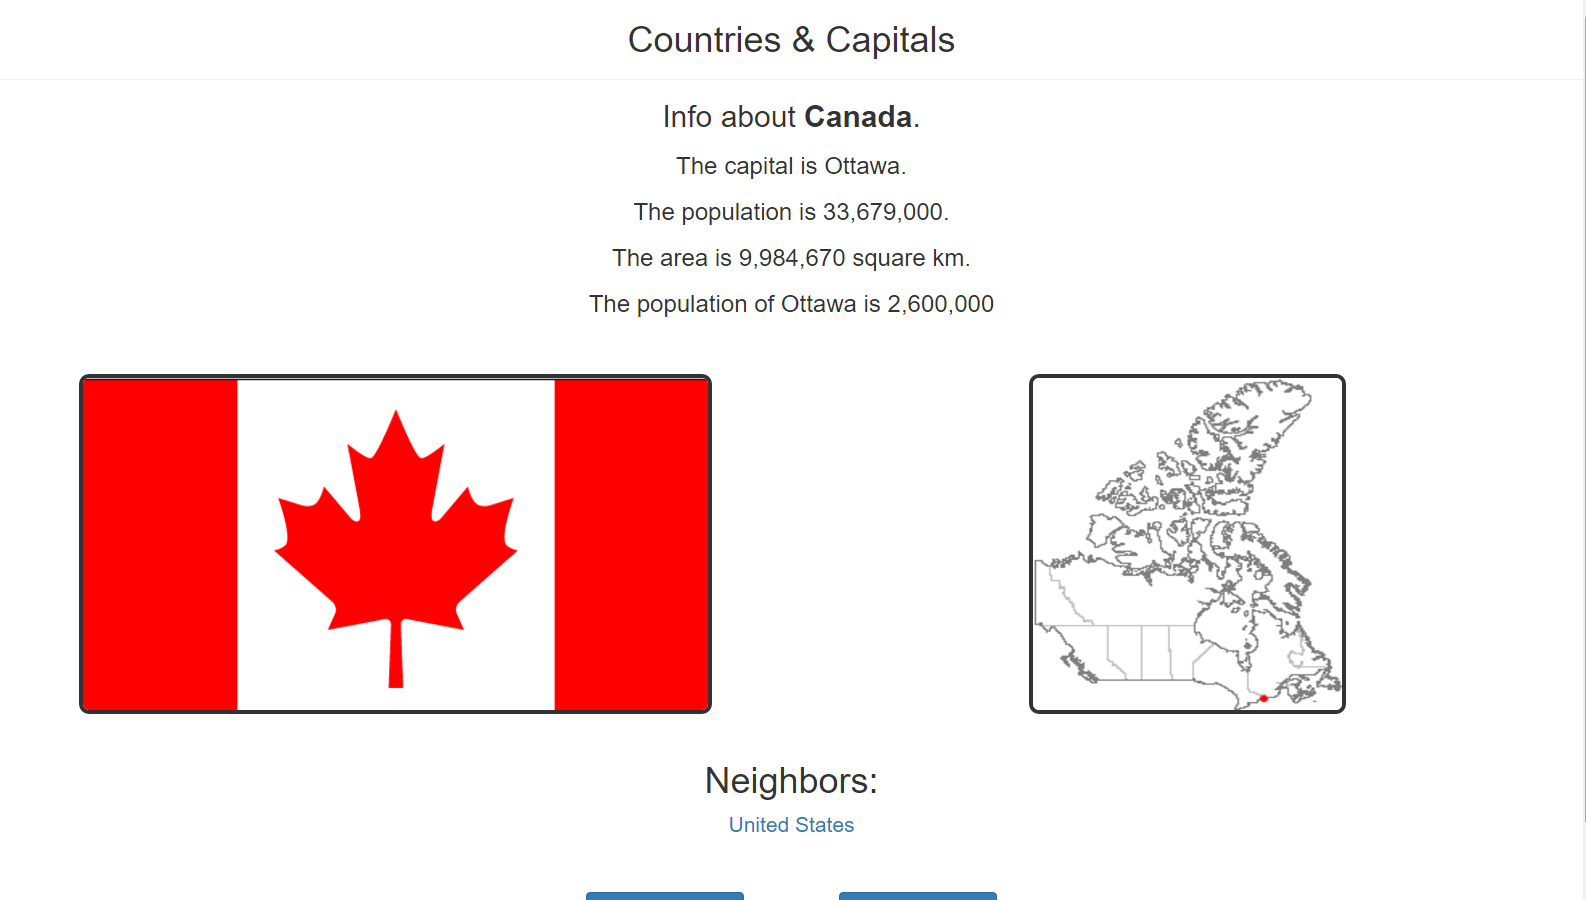 Countries & Capitals
Info about Canada.
The capital is Ottawa.
The population is 33,679,000.
The area is 9,984,670 square km.
The population of Ottawa is 2,600,000
Neighbors:
United States